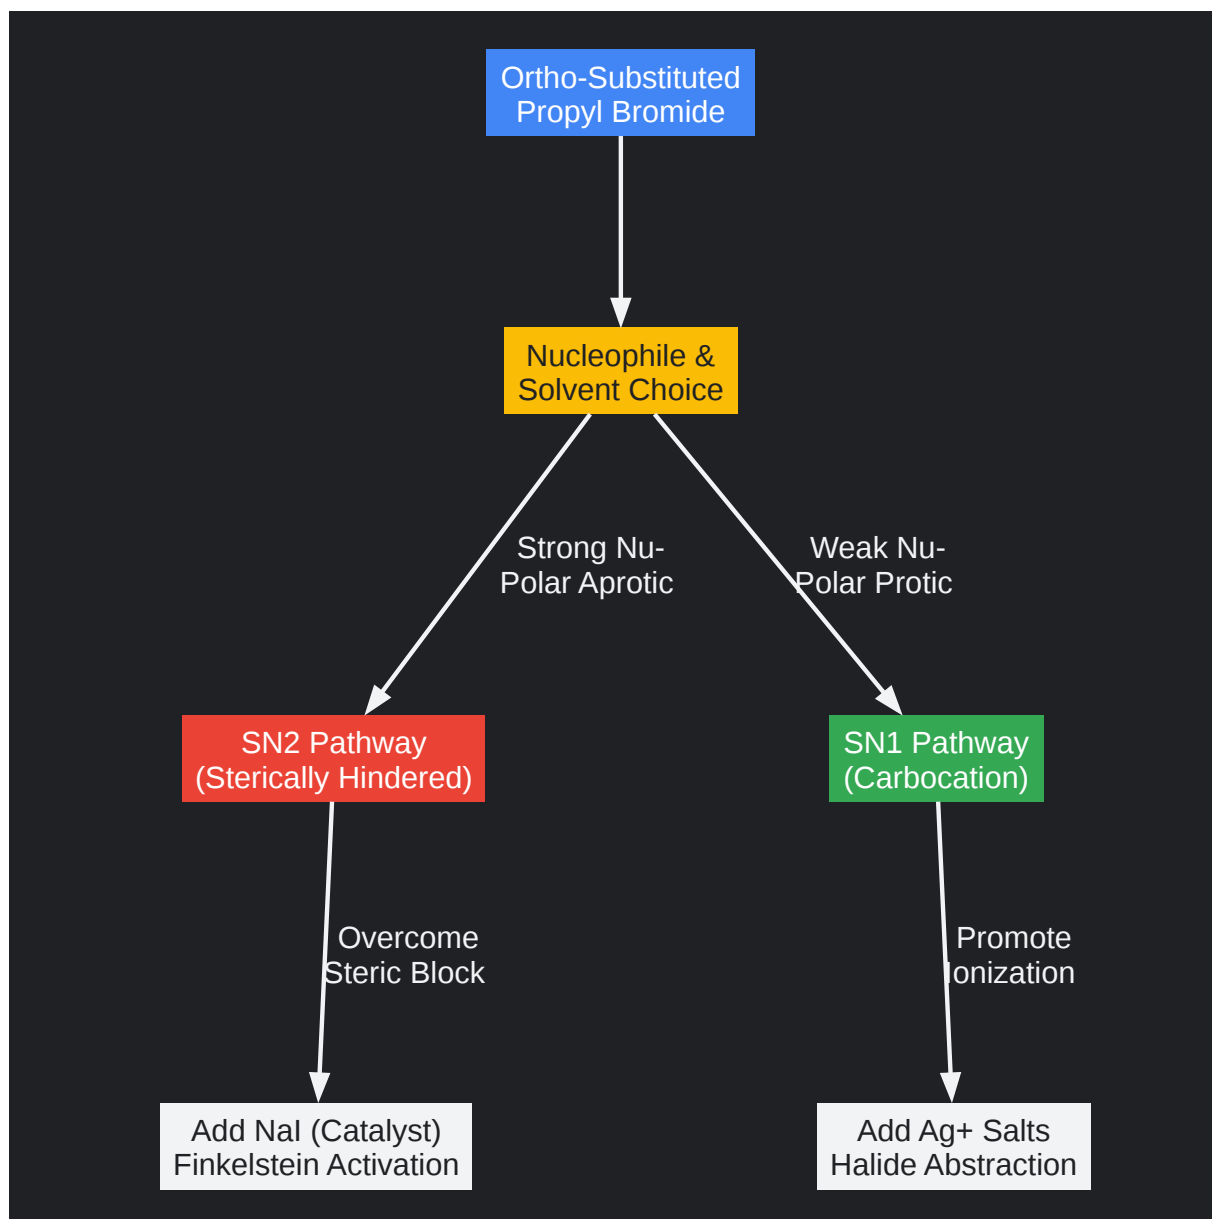 Ortho-Substituted
Propyl Bromide
Nucleophile &
Solvent Choice
Strong Nu-
Polar Aprotic
Weak Nu-
Polar Protic
SN2 Pathway
(Sterically Hindered)
SN1 Pathway
(Carbocation)
Overcome
Steric Block
Promote
Ionization
Add NaI (Catalyst)
Finkelstein Activation
Add Ag+ Salts
Halide Abstraction